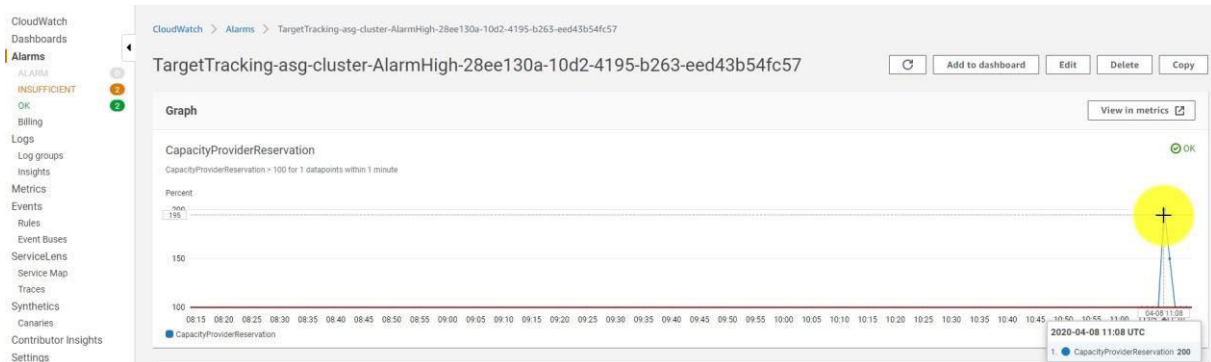 CloudWatch
Dashboards
Alarms
ALARM 0
INSUFFICIENT 2
OK 2
Billing
Logs
Log groups
Insights
Metrics
Events
Rules
Event Buses
ServiceLens
Service Map
Traces
Synthetics
Canaries
Contributor Insights
Settings
CloudWatch > Alarms > TargetTracking-asg-cluster-AlarmHigh-28ee130a-10d2-4195-b263-eed43b54fc57
TargetTracking-asg-cluster-AlarmHigh-28ee130a-10d2-4195-b263-eed43b54fc57
Add to dashboard Edit Delete Copy
Graph
View in metrics
CapacityProviderReservation
OK
CapacityProviderReservation > 100 for 1 datapoints within 1 minute
Percent
200
195
150
100
08:15 08:20 08:25 08:30 08:35 08:40 08:45 08:50 08:55 09:00 09:05 09:10 09:15 09:20 09:25 09:30 09:35 09:40 09:45 09:50 09:55 10:00 10:05 10:10 10:15 10:20 10:25 10:30 10:35 10:40 10:45 10:50 10:55 11:00
04-08 11:08
CapacityProviderReservation
2020-04-08 11:08 UTC
1. CapacityProviderReservation 200